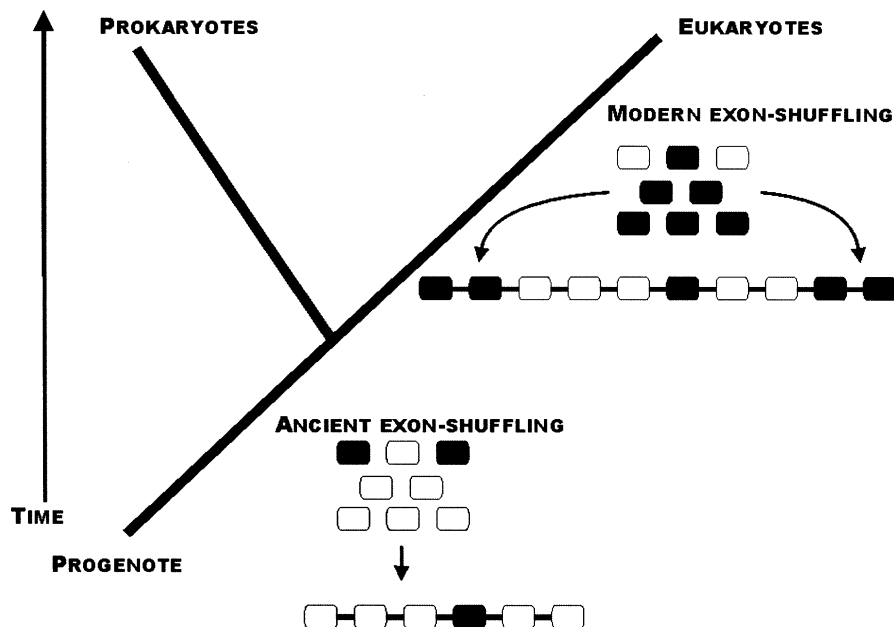 PROKARYOTES
EUKARYOTES
MODERN EXON-SHUFFLING
ANCIENT EXON-SHUFFLING
TIME
PROGENOTE